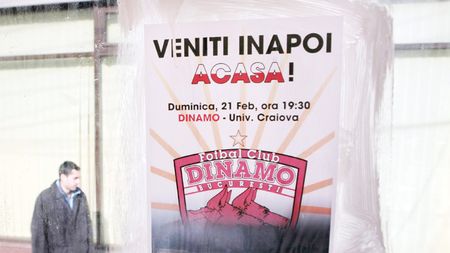 VENITI INAPOI
ACASA!
Duminica, 21 Feb, ora 19:30
DINAMO - Univ. Craiova
Fotbal Club
DINAMO
BUCURESTI